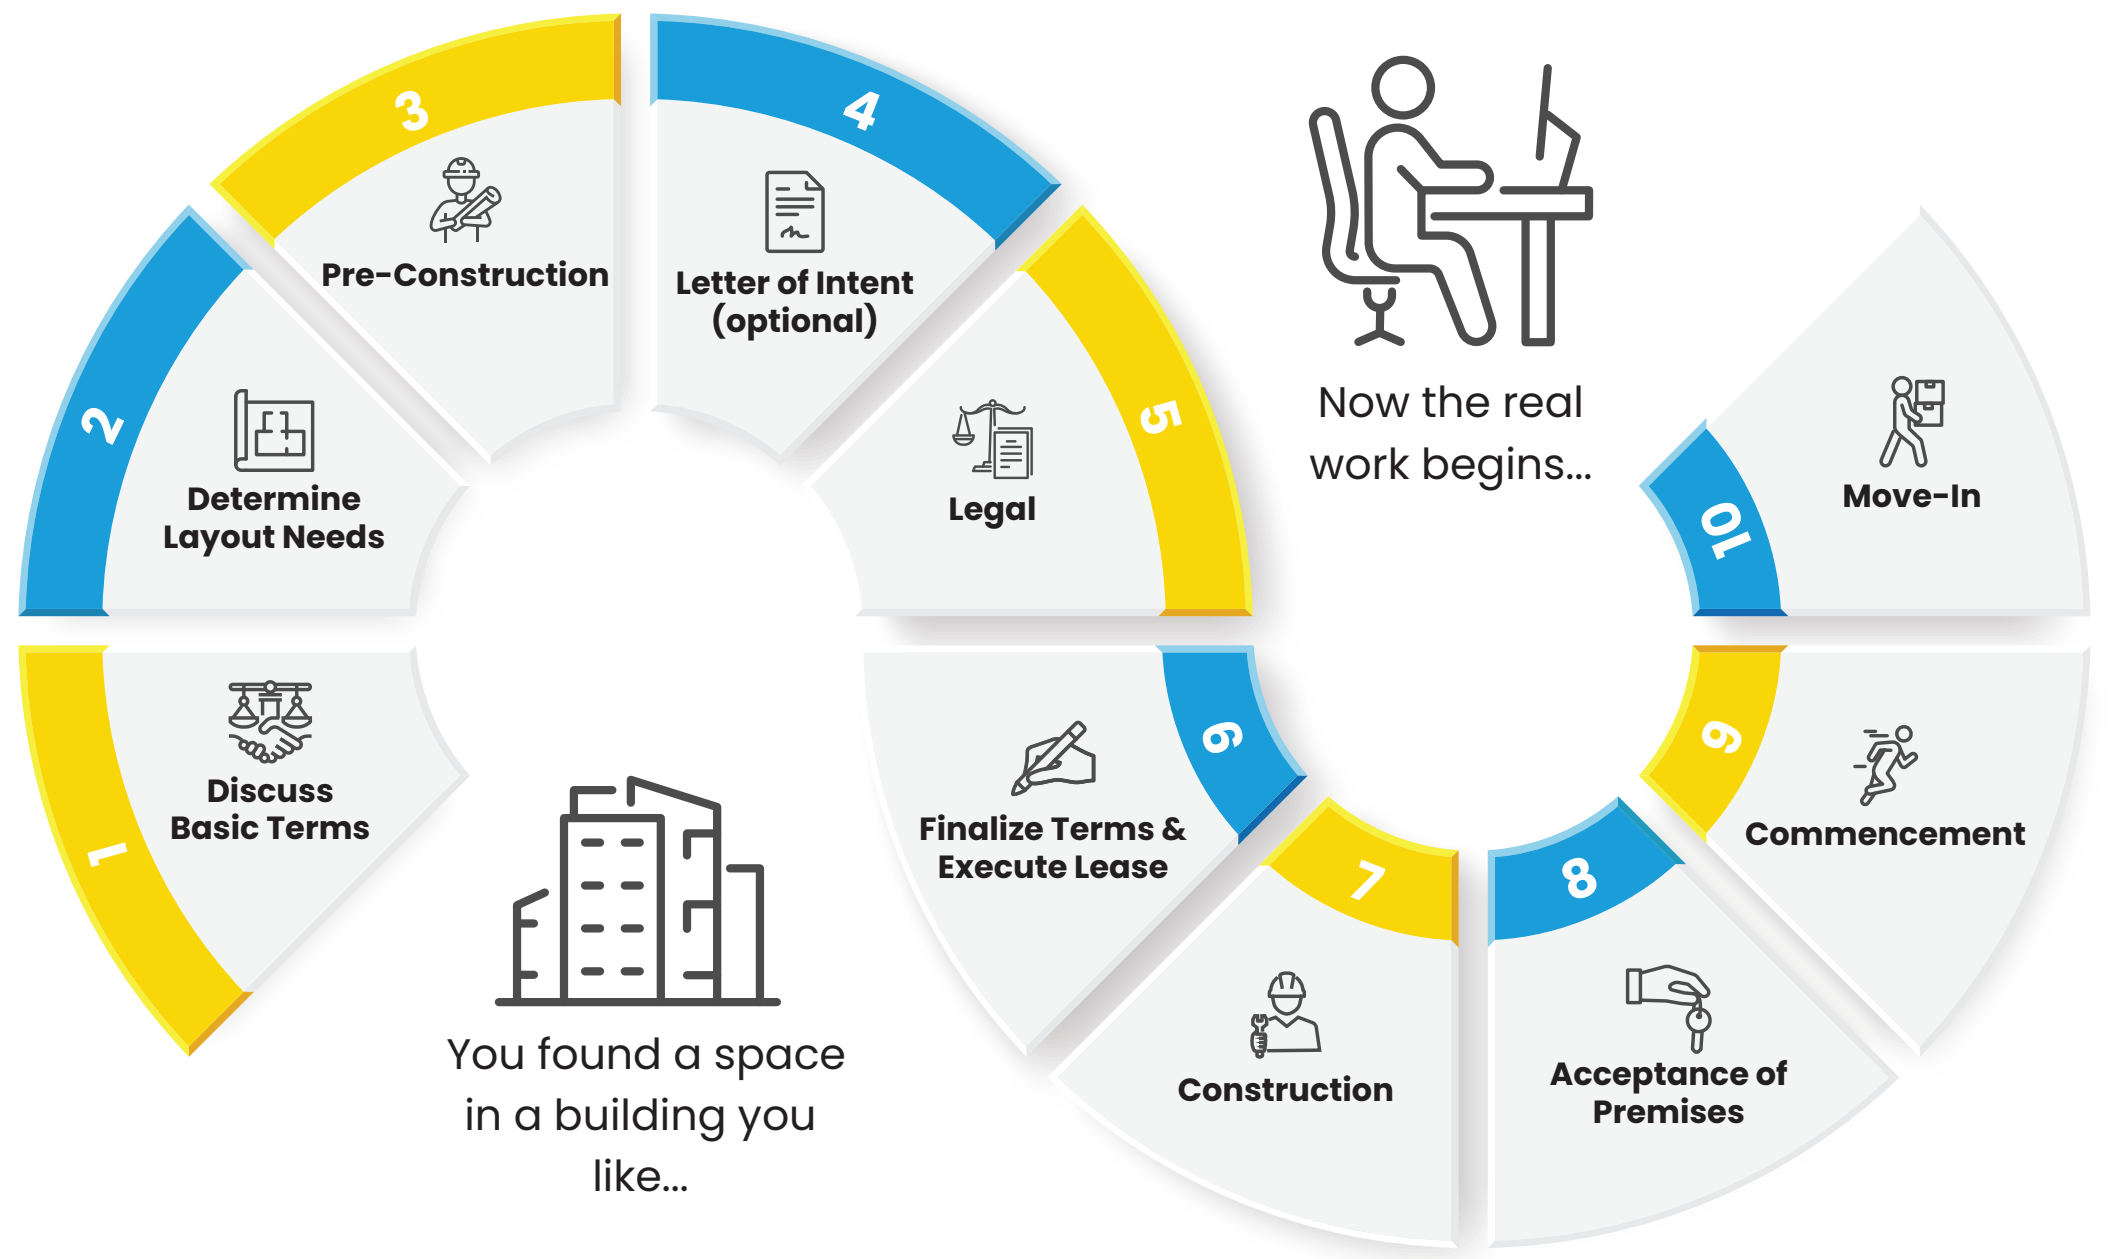 1
Discuss
Basic Terms
2
Determine
Layout Needs
3
Pre-Construction
4
Letter of Intent
(optional)
5
Legal
6
Finalize Terms &
Execute Lease
7
Construction
8
Acceptance of
Premises
9
Commencement
10
Move-In
You found a space
in a building you
like...
Now the real
work begins...